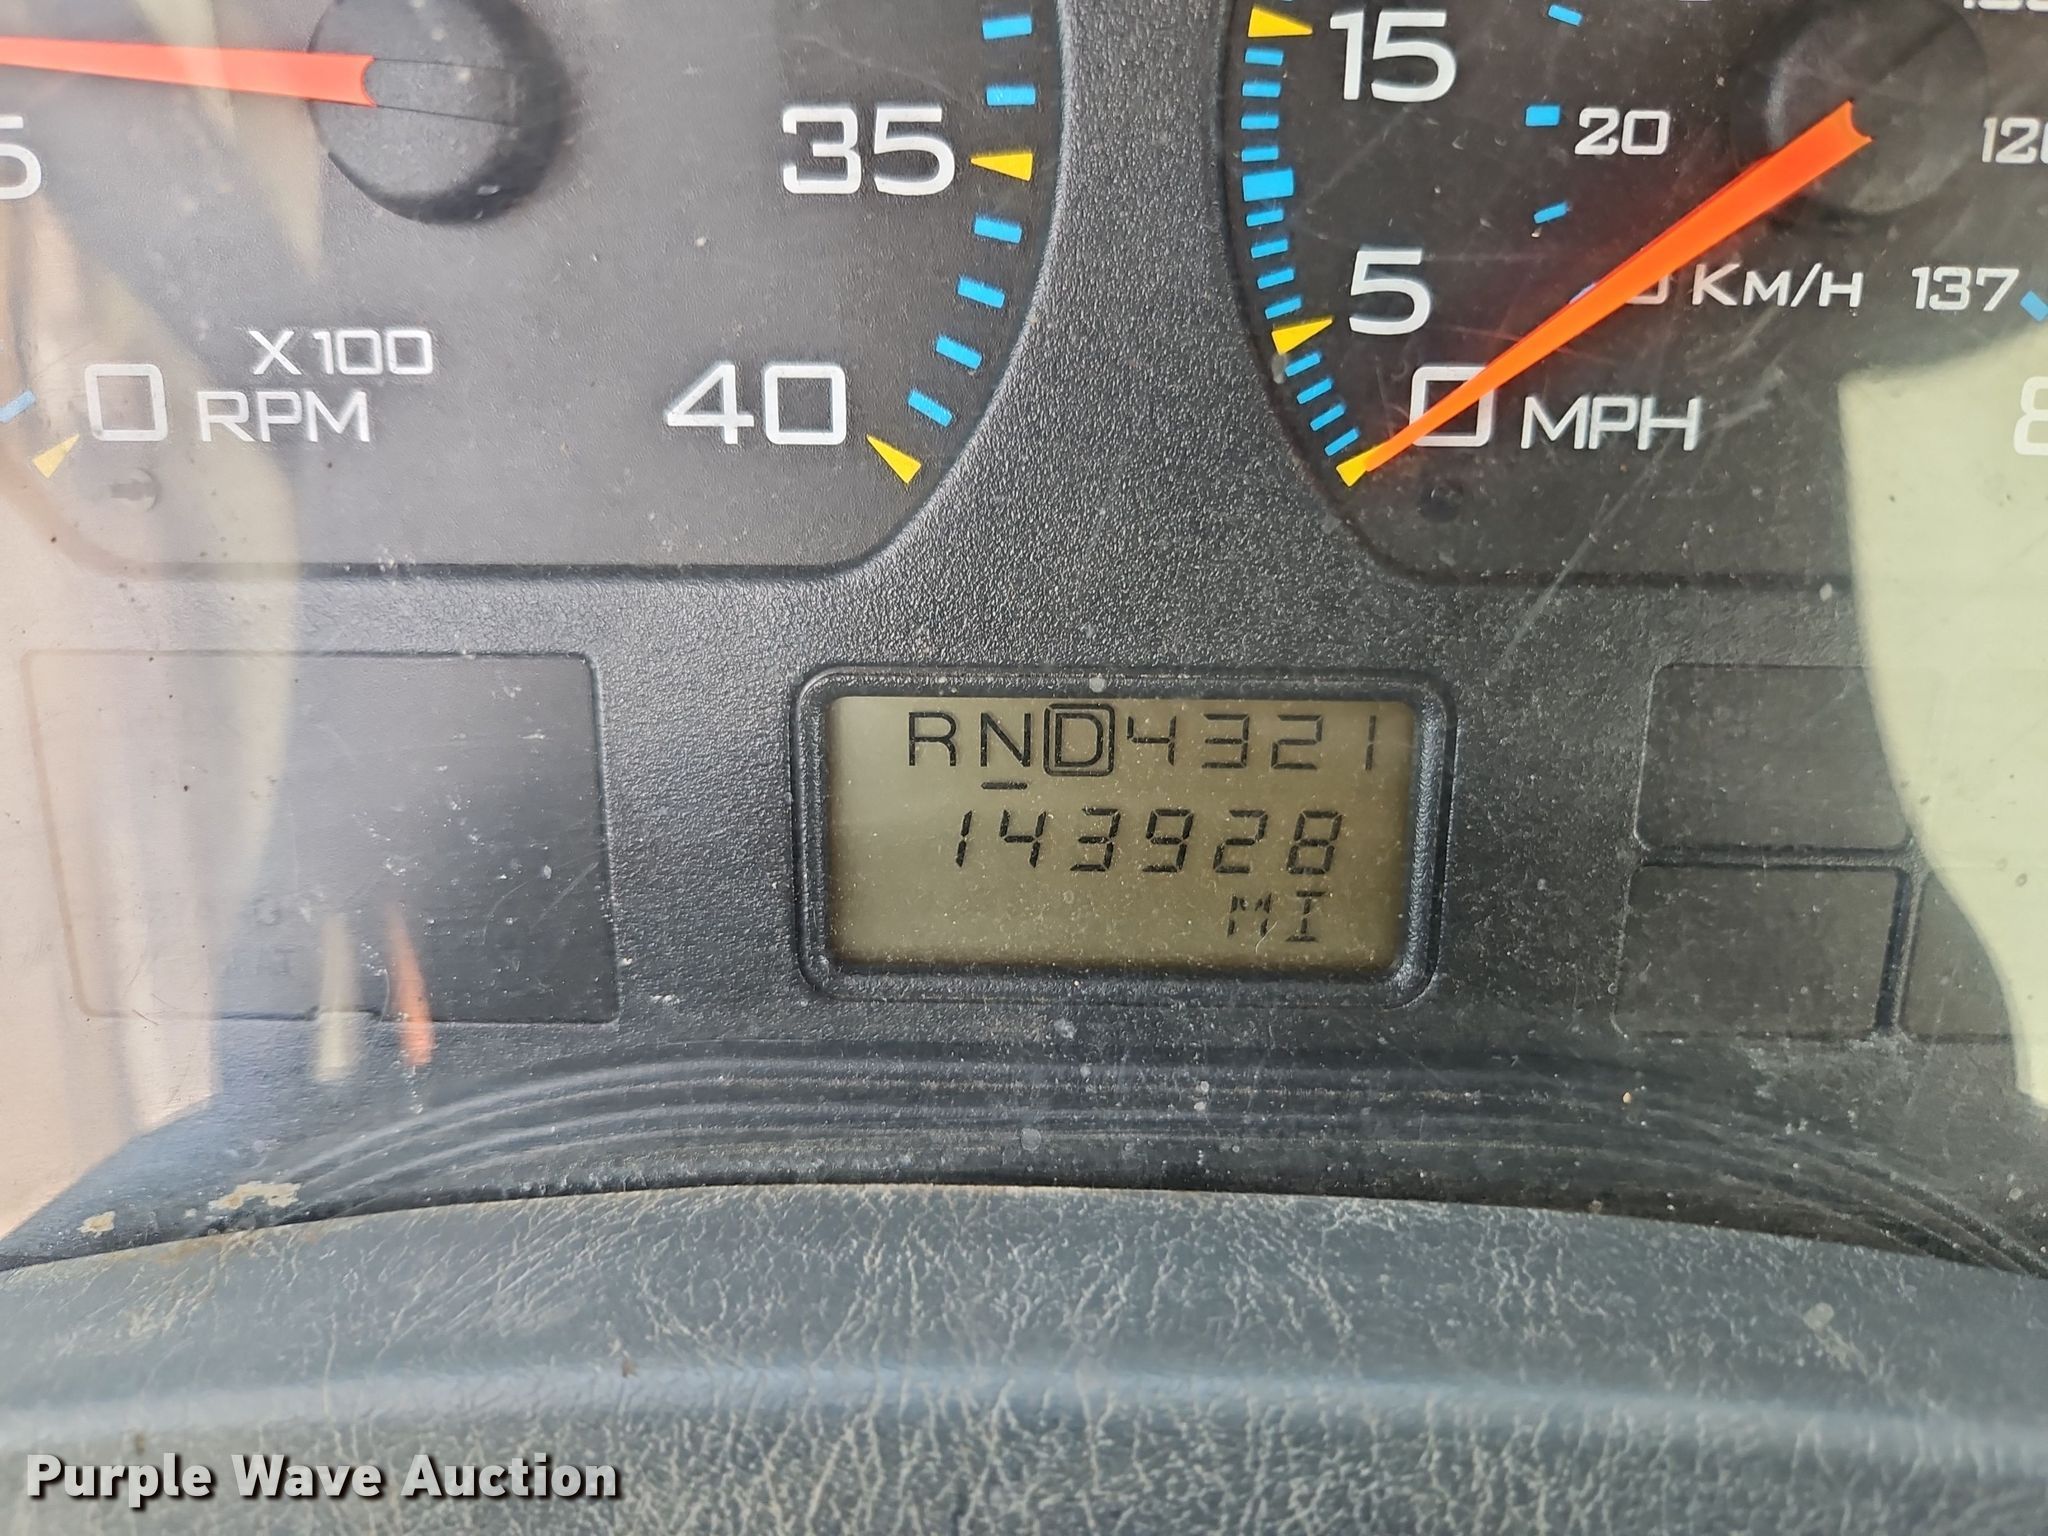 15
20
35
5
Km/h
137
X100
0 RPM
40
0 MPH
RND4321
143928
MI
Purple Wave Auction